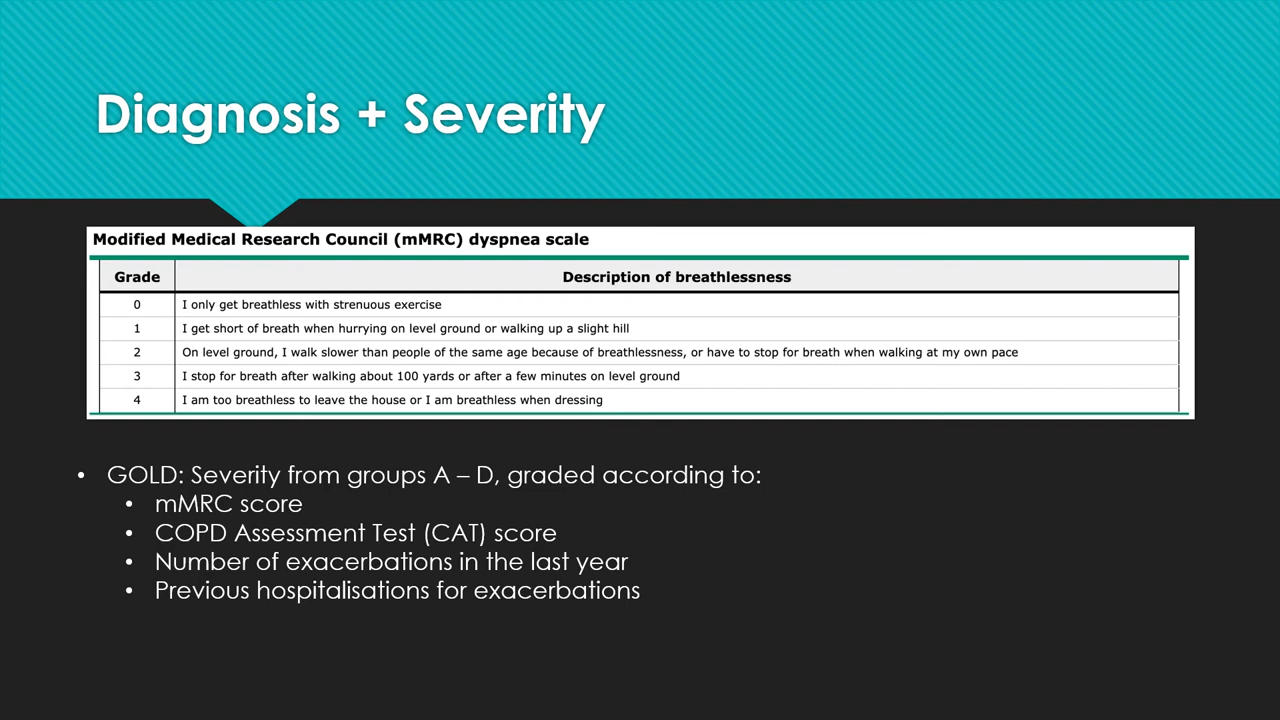 Diagnosis + Severity
Modified Medical Research Council (mMRC) dyspnea scale
Grade Description of breathlessness
0 I only get breathless with strenuous exercise
1 I get short of breath when hurrying on level ground or walking up a slight hill
2 On level ground, I walk slower than people of the same age because of breathlessness, or have to stop for breath when walking at my own pace
3 I stop for breath after walking about 100 yards or after a few minutes on level ground
4 I am too breathless to leave the house or I am breathless when dressing
• GOLD: Severity from groups A – D, graded according to:
• mMRC score
• COPD Assessment Test (CAT) score
• Number of exacerbations in the last year
• Previous hospitalisations for exacerbations